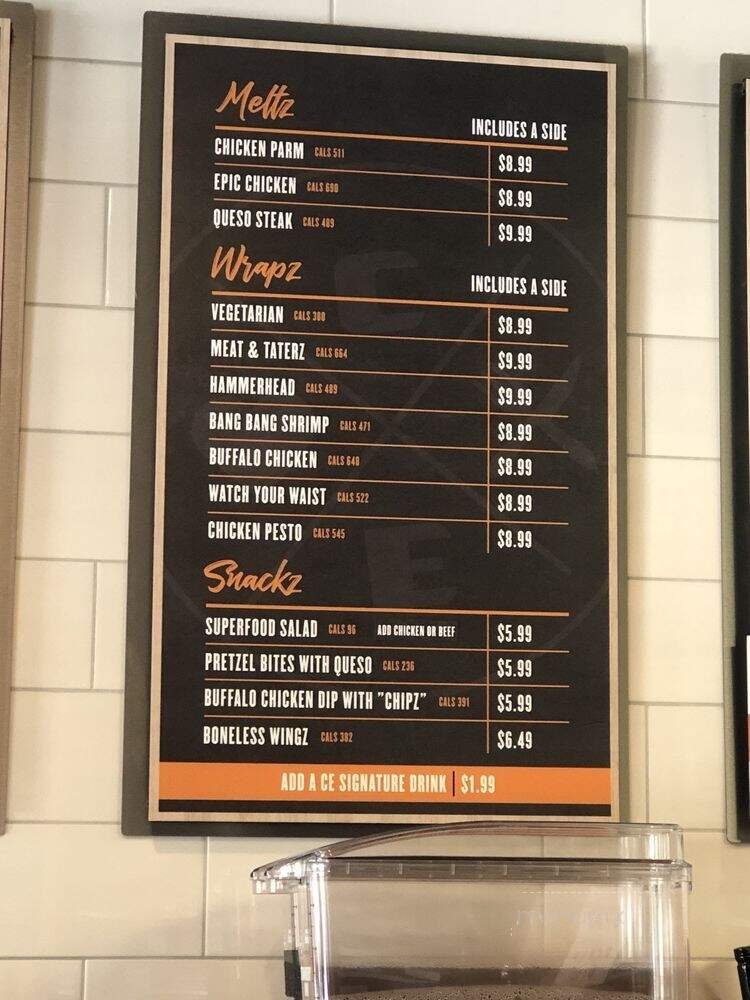 Meltz
INCLUDES A SIDE
CHICKEN PARM CALS 511 $8.99
EPIC CHICKEN CALS 690 $8.99
QUESO STEAK CALS 489 $9.99
Wrapz
INCLUDES A SIDE
VEGETARIAN CALS 380 $8.99
MEAT & TATERZ CALS 664 $9.99
HAMMERHEAD CALS 489 $9.99
BANG BANG SHRIMP CALS 471 $8.99
BUFFALO CHICKEN CALS 648 $8.99
WATCH YOUR WAIST CALS 522 $8.99
CHICKEN PESTO CALS 545 $8.99
Snackz
SUPERFOOD SALAD CALS 96 ADD CHICKEN OR BEEF $5.99
PRETZEL BITES WITH QUESO CALS 236 $5.99
BUFFALO CHICKEN DIP WITH "CHIPZ" CALS 391 $5.99
BONELESS WINGZ CALS 382 $6.49
ADD A CE SIGNATURE DRINK | $1.99